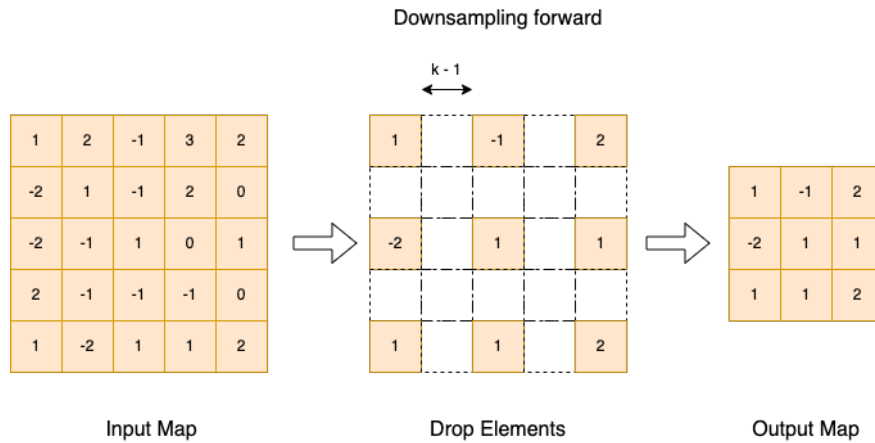 Downsampling forward
k - 1
1 2 -1 3 2
-2 1 -1 2 0
-2 -1 1 0 1
2 -1 -1 -1 0
1 -2 1 1 2
Input Map
1 -1 2
-2 1 1
1 1 2
Drop Elements
1 -1 2
-2 1 1
1 1 2
Output Map